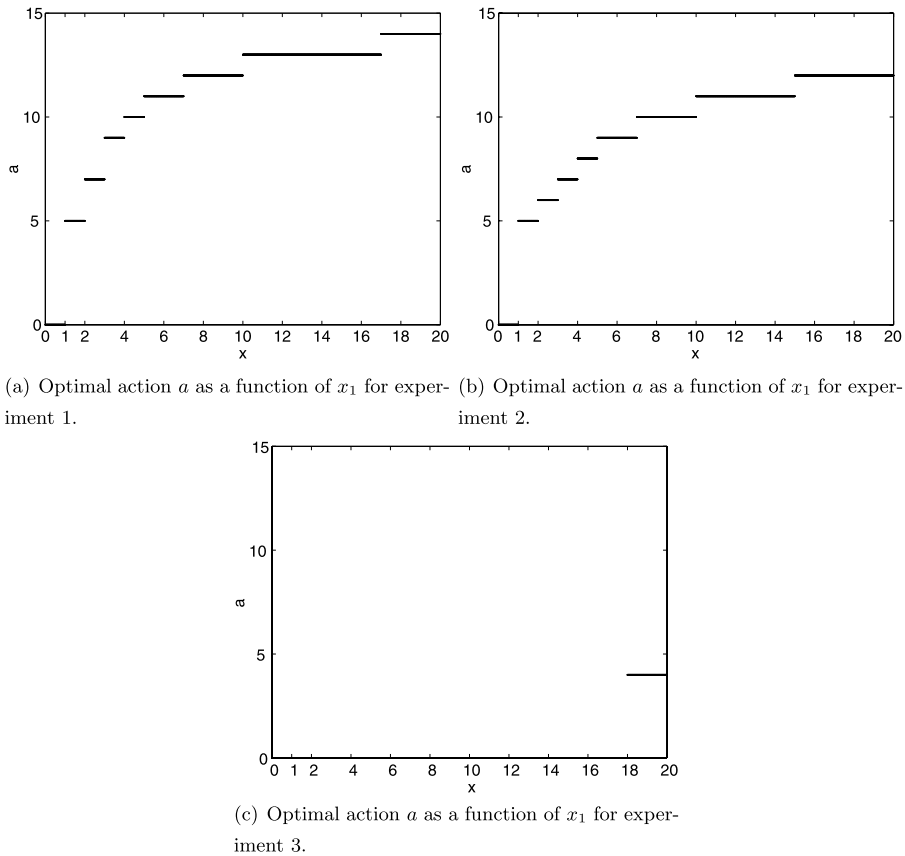 15
10
5
0
a
0 1 2 4 6 8 10 12 14 16 18 20
x
15
10
5
0
a
0 1 2 4 6 8 10 12 14 16 18 20
x
(a) Optimal action a as a function of x₁ for exper-
iment 1.
(b) Optimal action a as a function of x₁ for exper-
iment 2.
15
10
5
0
a
0 1 2 4 6 8 10 12 14 16 18 20
x
(c) Optimal action a as a function of x₁ for exper-
iment 3.